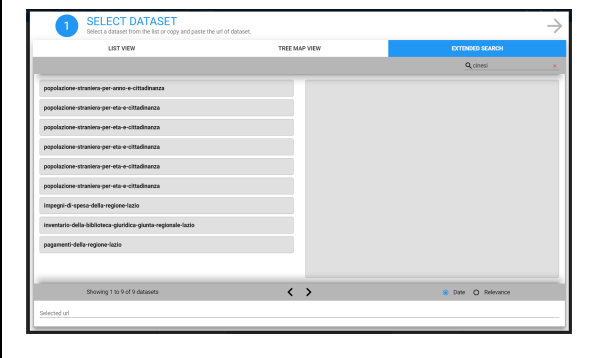 1 SELECT DATASET
Select a dataset from the list or copy and paste the url of dataset.
LIST VIEW TREE MAP VIEW EXTENDED SEARCH
cinesi ×
popolazione-straniera-per-anno-e-cittadinanza
popolazione-straniera-per-eta-e-cittadinanza
popolazione-straniera-per-eta-e-cittadinanza
popolazione-straniera-per-eta-e-cittadinanza
popolazione-straniera-per-eta-e-cittadinanza
popolazione-straniera-per-eta-e-cittadinanza
impegni-di-spesa-della-regione-lazio
inventario-della-biblioteca-giuridica-giunta-regionale-lazio
pagamenti-della-regione-lazio
Showing 1 to 9 of 9 datasets Date Relevance
Selected url